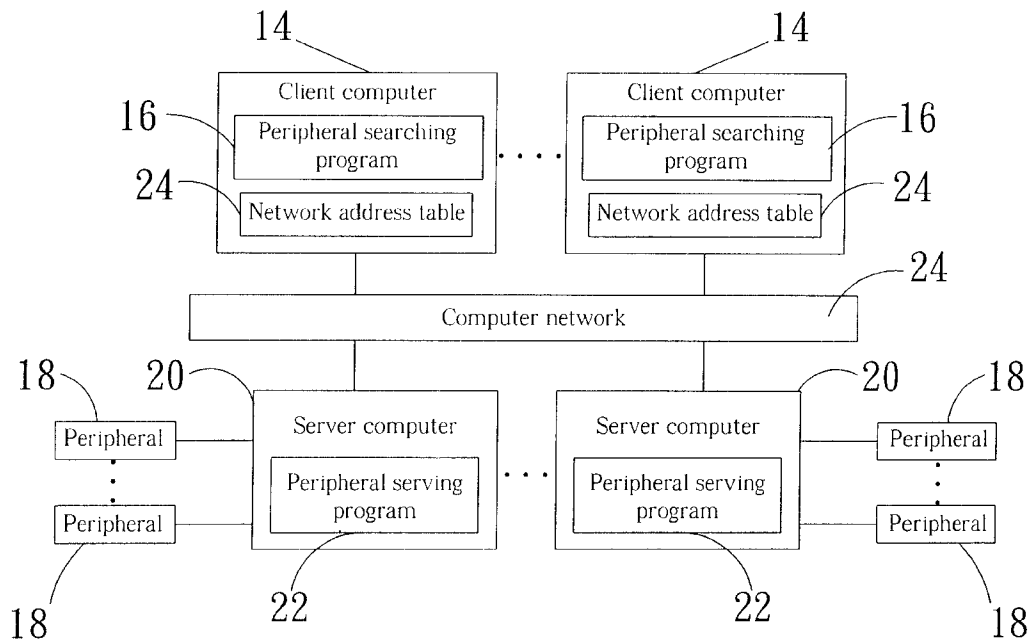 14
14
Client computer
Client computer
16
Peripheral searching
program
Peripheral searching
program
16
24
Network address table
Network address table
24
24
Computer network
18
20
20
18
Peripheral
Server computer
Server computer
Peripheral
Peripheral serving
program
Peripheral serving
program
Peripheral
Peripheral
18
22
22
18